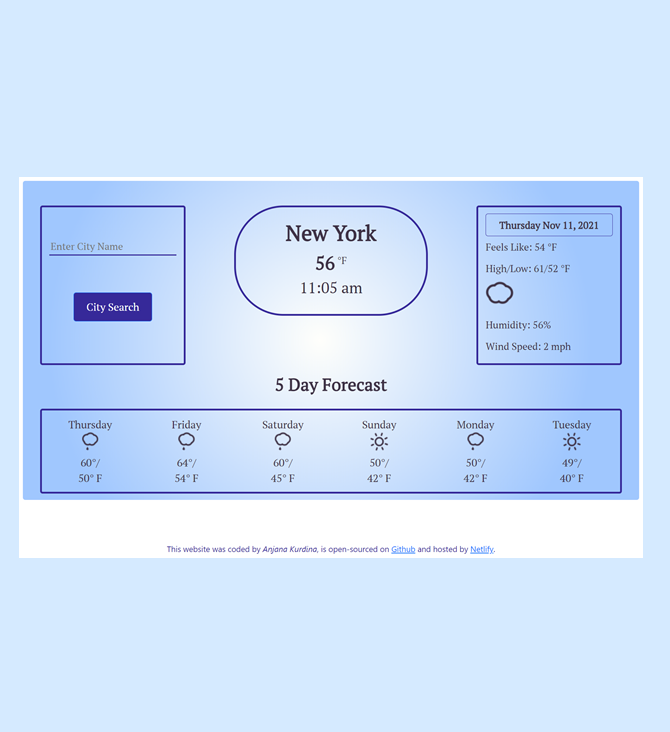 Enter City Name
City Search
New York
56 °F
11:05 am
Thursday Nov 11, 2021
Feels Like: 54 °F
High/Low: 61/52 °F
Humidity: 56%
Wind Speed: 2 mph
5 Day Forecast
Thursday
60°/
50° F
Friday
64°/
54° F
Saturday
60°/
45° F
Sunday
50°/
42° F
Monday
50°/
42° F
Tuesday
49°/
40° F
This website was coded by Anjana Kurdina, is open-sourced on Github and hosted by Netlify.